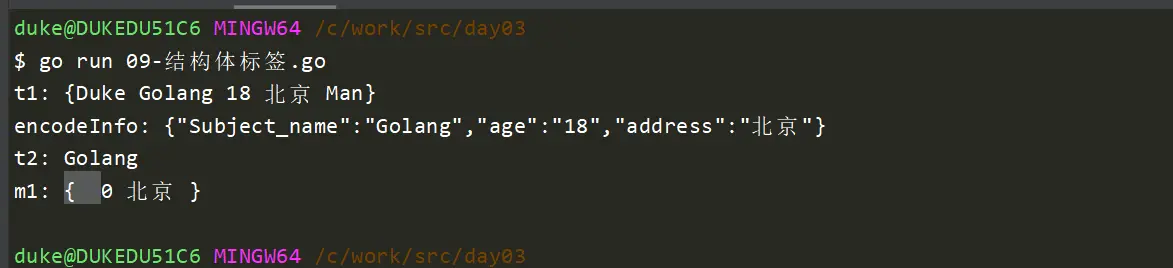 duke@DUKEDU51C6 MINGW64 /c/work/src/day03
$ go run 09-结构体标签.go
t1: {Duke Golang 18 北京 Man}
encodeInfo: {"Subject_name":"Golang","age":"18","address":"北京"}
t2: Golang
m1: {  0 北京 }
duke@DUKEDU51C6 MINGW64 /c/work/src/day03